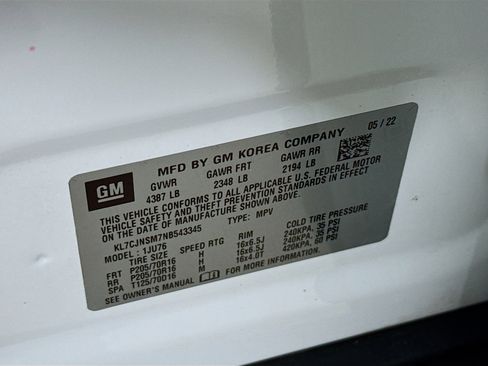 MFD BY GM KOREA COMPANY 05/22
GM
GVWR GAWR FRT GAWR RR
4387 LB 2348 LB 2194 LB
THIS VEHICLE CONFORMS TO ALL APPLICABLE U.S. FEDERAL MOTOR
VEHICLE SAFETY AND THEFT PREVENTION STANDARDS IN EFFECT
ON THE DATE OF MANUFACTURE SHOWN ABOVE.
KL7CJNSM7NB543345 TYPE: MPV
MODEL: 1JU76
TIRE SIZE SPEED RTG RIM COLD TIRE PRESSURE
FRT P205/70R16 H 16x6.5J 240KPA, 35 PSI
RR P205/70R16 H 16x6.5J 240KPA, 35 PSI
SPA T125/70D16 M 16x4.0T 420KPA, 60 PSI
SEE OWNER'S MANUAL FOR MORE INFORMATION.